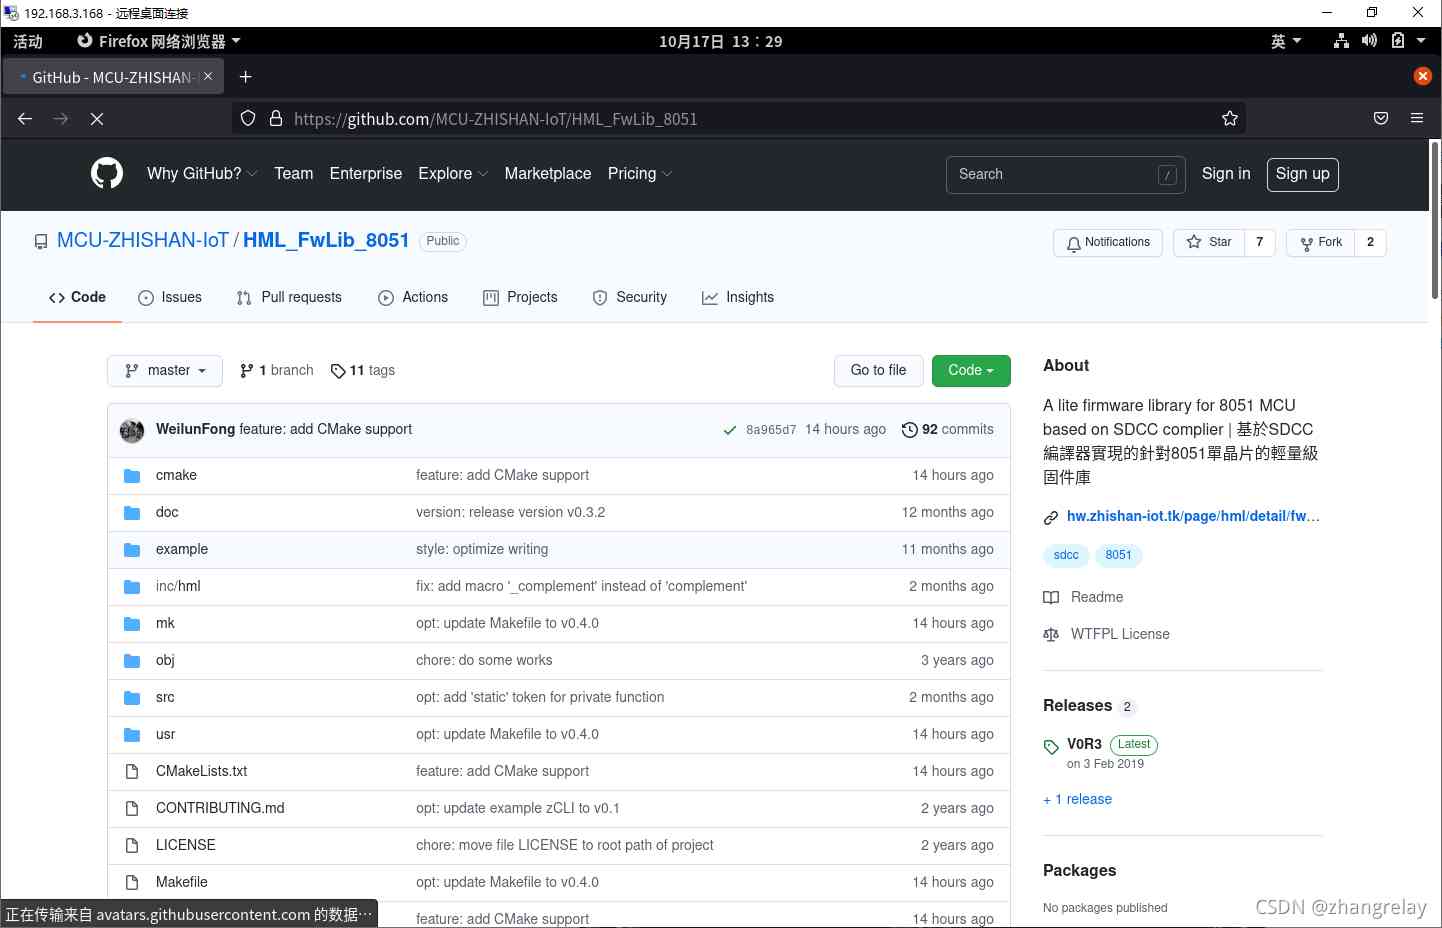 192.168.3.168 - 远程桌面连接
活动 Firefox 网络浏览器 10月17日 13：29 英
GitHub - MCU-ZHISHAN-
https://github.com/MCU-ZHISHAN-IoT/HML_FwLib_8051
Why GitHub? Team Enterprise Explore Marketplace Pricing Search / Sign in Sign up
MCU-ZHISHAN-IoT / HML_FwLib_8051 Public Notifications Star 7 Fork 2
Code Issues Pull requests Actions Projects Security Insights
master 1 branch 11 tags Go to file Code
WeilunFong feature: add CMake support 8a965d7 14 hours ago 92 commits
cmake feature: add CMake support 14 hours ago
doc version: release version v0.3.2 12 months ago
example style: optimize writing 11 months ago
inc/hml fix: add macro '_complement' instead of 'complement' 2 months ago
mk opt: update Makefile to v0.4.0 14 hours ago
obj chore: do some works 3 years ago
src opt: add 'static' token for private function 2 months ago
usr opt: update Makefile to v0.4.0 14 hours ago
CMakeLists.txt feature: add CMake support 14 hours ago
CONTRIBUTING.md opt: update example zCLI to v0.1 2 years ago
LICENSE chore: move file LICENSE to root path of project 2 years ago
Makefile opt: update Makefile to v0.4.0 14 hours ago
feature: add CMake support 14 hours ago
About
A lite firmware library for 8051 MCU
based on SDCC complier | 基於SDCC
編譯器實現的針對8051單晶片的輕量級
固件庫
hw.zhishan-iot.tk/page/hml/detail/fw...
sdcc 8051
Readme
WTFPL License
Releases 2
V0R3 Latest
on 3 Feb 2019
+ 1 release
Packages
No packages published
正在传输来自 avatars.githubusercontent.com 的数据…
CSDN @zhangrelay